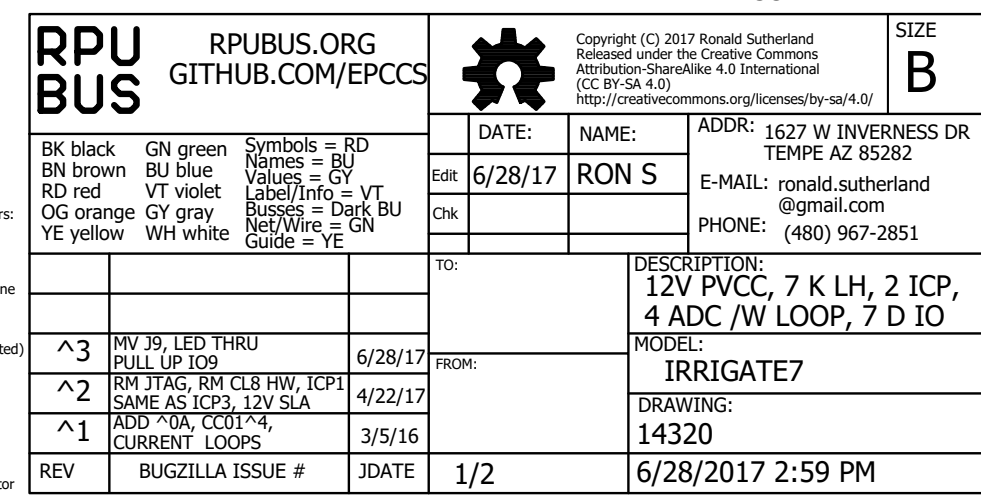 RPU
BUS
RPUBUS.ORG
GITHUB.COM/EPCCS
Copyright (C) 2017 Ronald Sutherland
Released under the Creative Commons
Attribution-ShareAlike 4.0 International
(CC BY-SA 4.0)
http://creativecommons.org/licenses/by-sa/4.0/
SIZE
B
BK black GN green
BN brown BU blue
RD red VT violet
OG orange GY gray
YE yellow WH white
Symbols = RD
Names = BU
Values = GY
Label/Info = VT
Busses = Dark BU
Net/Wire = GN
Guide = YE
DATE: NAME:
Edit 6/28/17 RON S
Chk
ADDR: 1627 W INVERNESS DR
TEMPE AZ 85282
E-MAIL: ronald.sutherland
@gmail.com
PHONE: (480) 967-2851
rs:
ne
ted)
tor
^3 MV J9, LED THRU
PULL UP IO9 6/28/17
^2 RM JTAG, RM CL8 HW, ICP1
SAME AS ICP3, 12V SLA 4/22/17
^1 ADD ^0A, CC01^4,
CURRENT LOOPS 3/5/16
REV BUGZILLA ISSUE # JDATE
TO:
FROM:
1/2
DESCRIPTION:
12V PVCC, 7 K LH, 2 ICP,
4 ADC /W LOOP, 7 D IO
MODEL:
IRRIGATE7
DRAWING:
14320
6/28/2017 2:59 PM